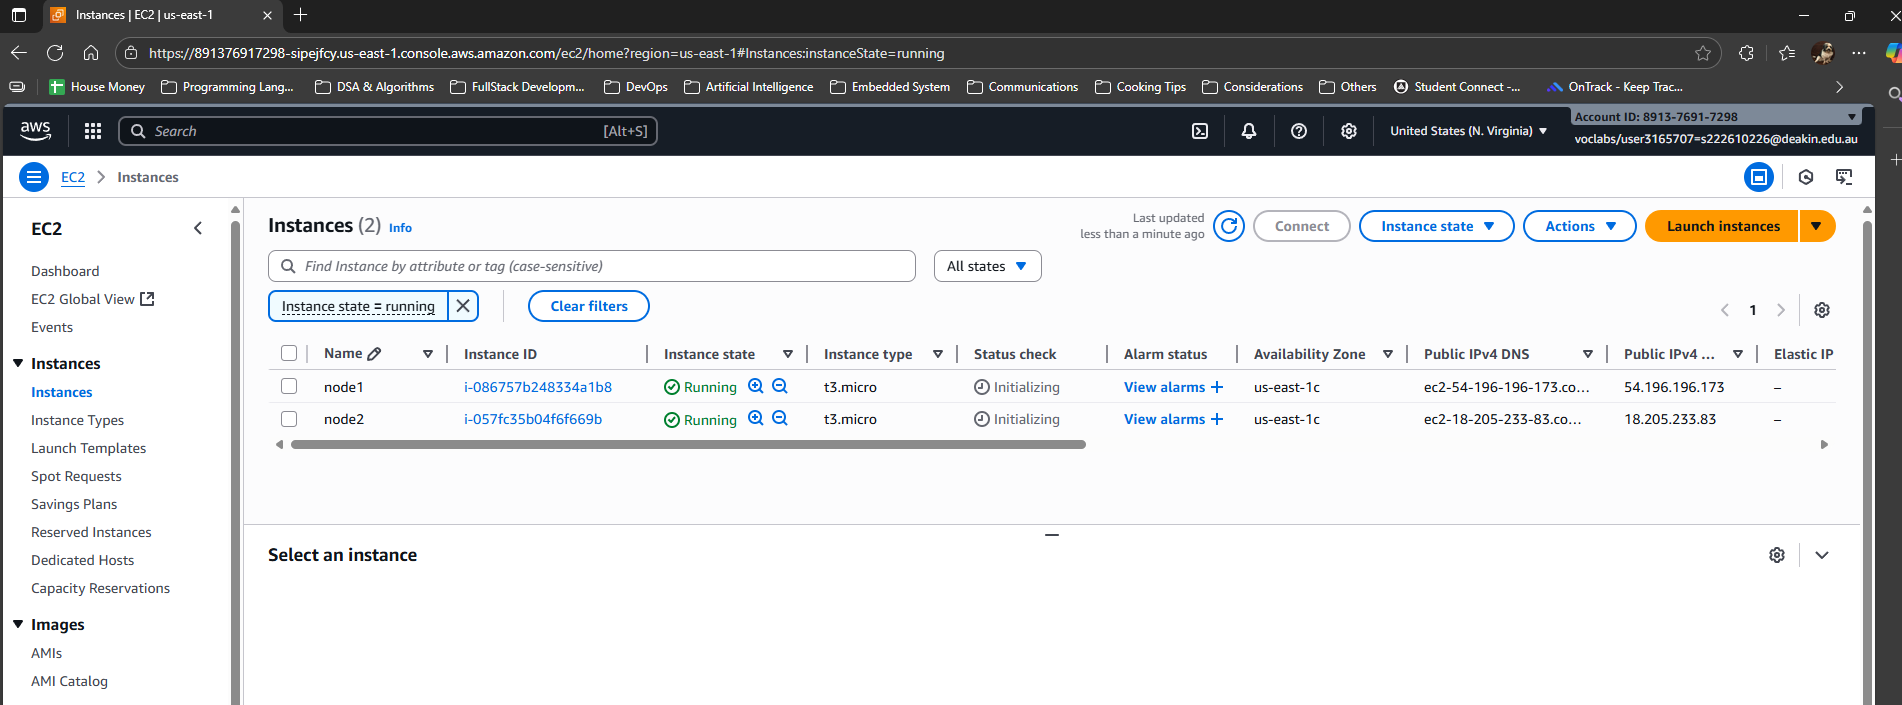 Instances | EC2 | us-east-1
https://891376917298-sipejfcy.us-east-1.console.aws.amazon.com/ec2/home?region=us-east-1#Instances:instanceState=running
House Money Programming Lang... DSA & Algorithms FullStack Developm... DevOps Artificial Intelligence Embedded System Communications Cooking Tips Considerations Others Student Connect -... OnTrack - Keep Trac...
aws Search [Alt+S] United States (N. Virginia) Account ID: 8913-7691-7298
voclabs/user3165707=s222610226@deakin.edu.au
EC2 Instances
EC2
Dashboard
EC2 Global View
Events
Instances
Instances
Instance Types
Launch Templates
Spot Requests
Savings Plans
Reserved Instances
Dedicated Hosts
Capacity Reservations
Images
AMIs
AMI Catalog
Instances (2) Info
Last updated
less than a minute ago
Connect Instance state Actions Launch instances
Find Instance by attribute or tag (case-sensitive) All states
Instance state = running Clear filters
1
Name Instance ID Instance state Instance type Status check Alarm status Availability Zone Public IPv4 DNS Public IPv4 ... Elastic IP
node1 i-086757b248334a1b8 Running t3.micro Initializing View alarms + us-east-1c ec2-54-196-196-173.co... 54.196.196.173 –
node2 i-057fc35b04f6f669b Running t3.micro Initializing View alarms + us-east-1c ec2-18-205-233-83.co... 18.205.233.83 –
Select an instance